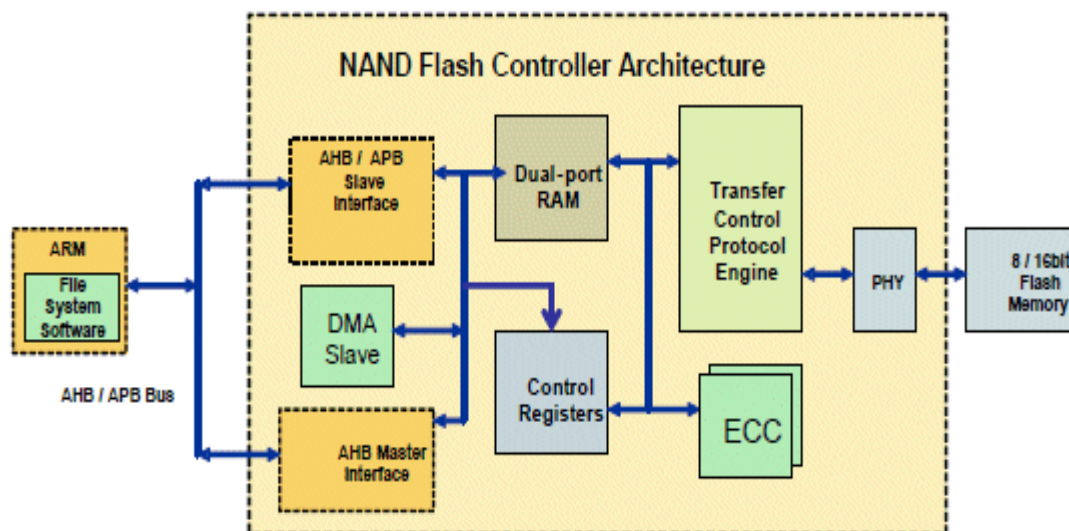 NAND Flash Controller Architecture
AHB / APB
Slave
Interface
Dual-port
RAM
Transfer
Control
Protocol
Engine
ARM
File
System
Software
PHY
8 / 16bit
Flash
Memory
DMA
Slave
Control
Registers
AHB / APB Bus
ECC
AHB Master
Interface